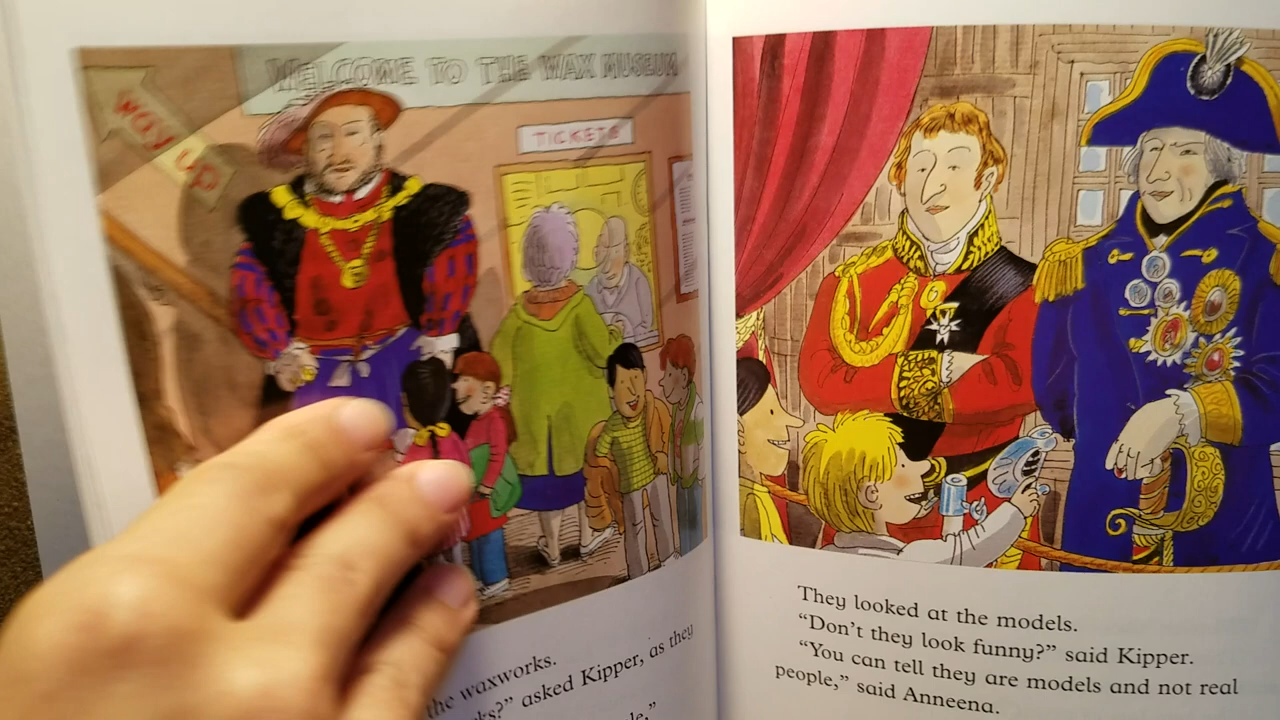 WELCOME TO THE WAX MUSEUM
WAY UP
TICKETS
the waxworks.
asked Kipper, as they
They looked at the models.
“Don’t they look funny?” said Kipper.
“You can tell they are models and not real
people,” said Anneena.